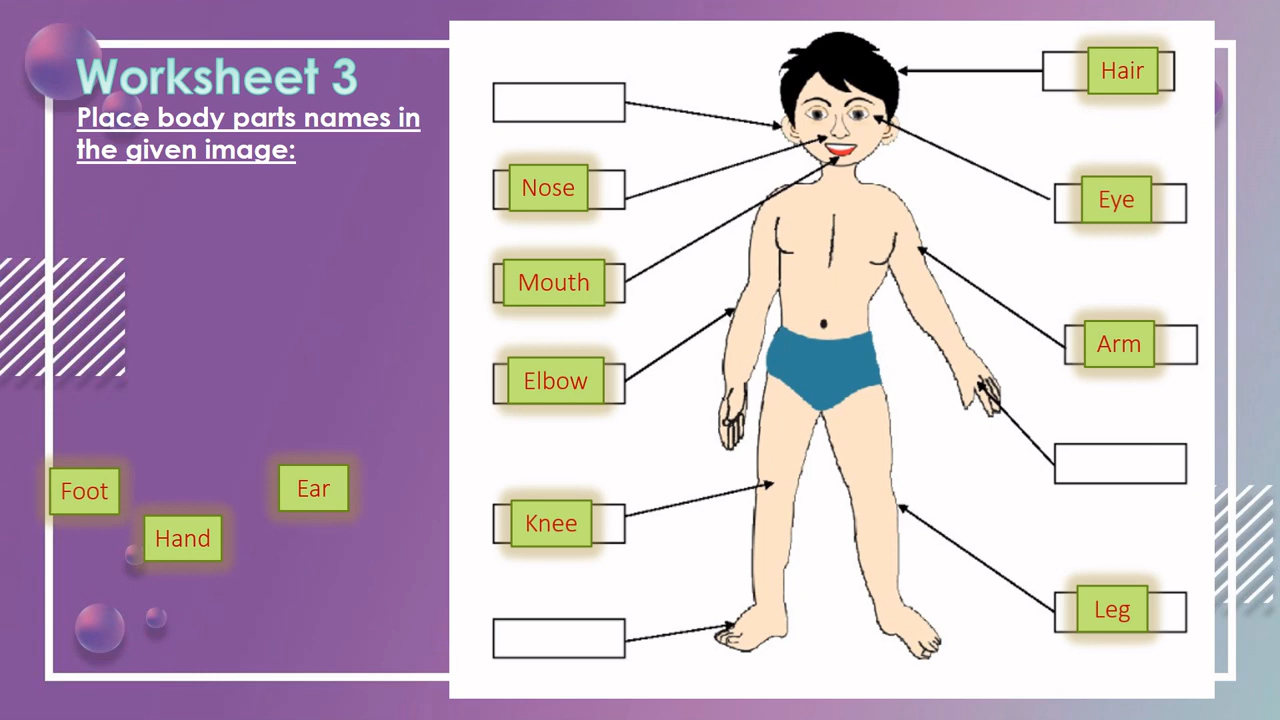 Worksheet 3
Place body parts names in
the given image:
Hair
Nose
Eye
Mouth
Arm
Elbow
Foot
Ear
Hand
Knee
Leg